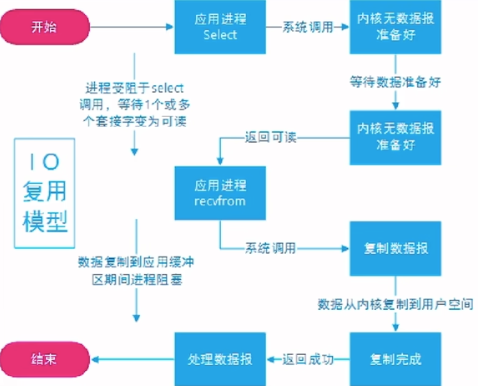 开始
应用进程
Select
系统调用
内核无数据报
准备好
进程受阻于select
调用，等待1个或多
个套接字变为可读
等待数据准备好
返回可读
内核无数据报
准备好
IO
复用
模型
应用进程
recvfrom
系统调用
复制数据报
数据复制到应用缓冲
区期间进程阻塞
数据从内核复制到用户空间
结束
处理数据报
返回成功
复制完成